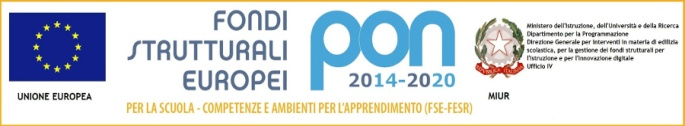 UNIONE EUROPEA
FONDI
STRUTTURALI
EUROPEI
pon
2014-2020
PER LA SCUOLA - COMPETENZE E AMBIENTI PER L'APPRENDIMENTO (FSE-FESR)
Ministero dell'Istruzione, dell'Università e della Ricerca
Dipartimento per la Programmazione
Direzione Generale per interventi in materia di edilizia
scolastica, per la gestione dei fondi strutturali per
l'istruzione e per l'innovazione digitale
Ufficio IV
MIUR